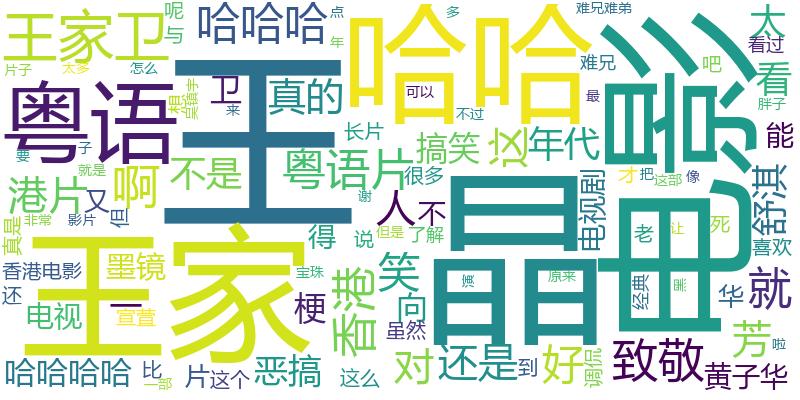 王家卫
哈哈哈
呢
与
点
年
哈哈
多
难兄难弟
太
看过
片子
太多
怎么
王
卫
真的
来
可以
难兄
影
吧
看
胖子
想
吴镇宇
不过
最
粤语
电影
长片
搞笑
这
年代
能
要
子
就是
不是
粤语片
很多
电视剧
才
把
像
这部
舒淇
港片
又
啊
谢
人
不
晶
老
让
死
喜欢
真是
非常
影片
但
得
说
但是
了解
香港电影
墨镜
王家
宝珠
笑
演
原来
经典
黑
华
就
还
一
香港
向
电视
宣萱
梗
虽然
芳
啦
哈哈哈哈
比
一部
片
这个
恶搞
这么
对
还是
到
好
调侃
致敬
黄子华